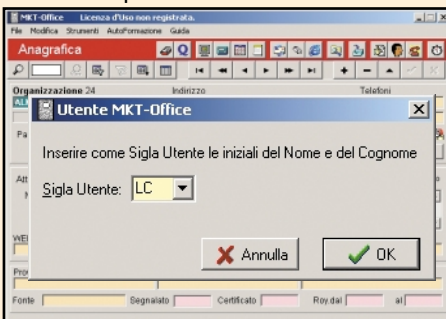 MKT-Office Licenza d'Uso non registrata.
File Modifica Strumenti AutoFormazione Guida
Anagrafica
Organizzazione 24 Indirizzo Telefoni
Utente MKT-Office
Inserire come Sigla Utente le iniziali del Nome e del Cognome
Sigla Utente: LC
Annulla OK
Fonte Segnalato Certificato Roy.dal al